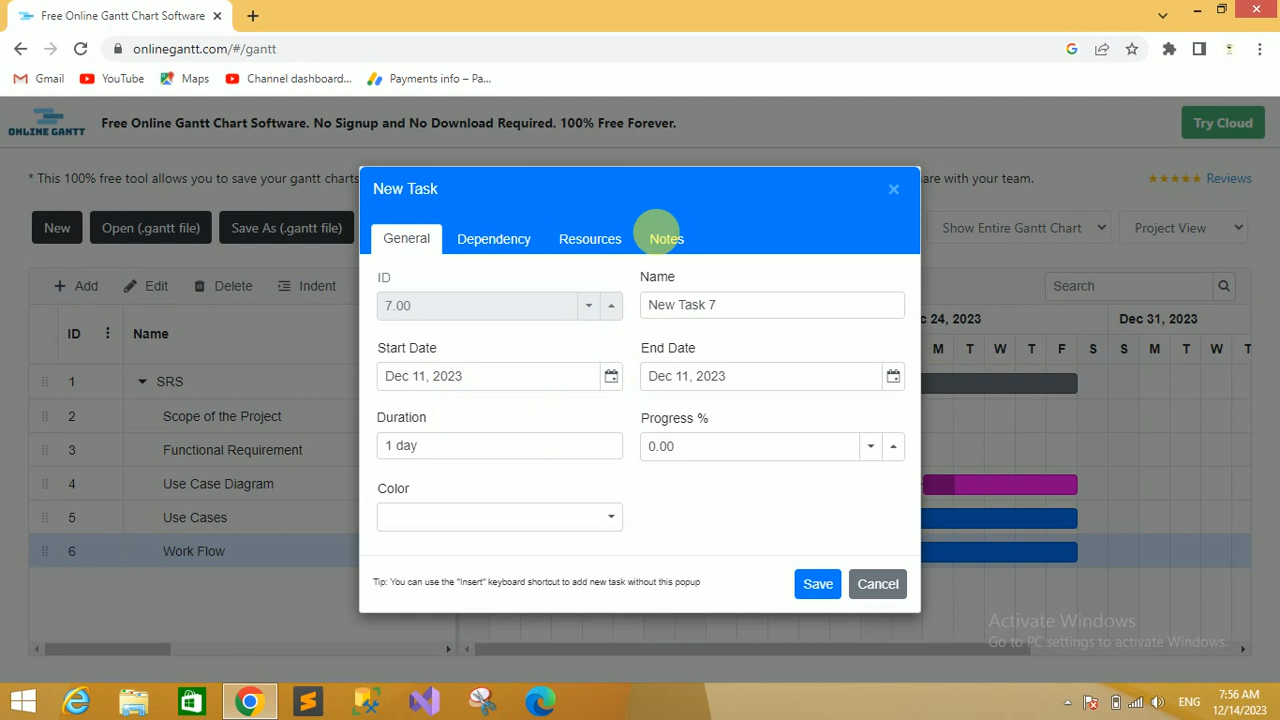 Free Online Gantt Chart Software
onlinegantt.com/#/gantt
Gmail YouTube Maps Channel dashboard... Payments info – Pa...
ONLINE GANTT
Free Online Gantt Chart Software. No Signup and No Download Required. 100% Free Forever.
Try Cloud
* This 100% free tool allows you to save your gantt charts
are with your team.
Reviews
New Open (.gantt file) Save As (.gantt file)
Show Entire Gantt Chart Project View
Add Edit Delete Indent
Search
ID Name
24, 2023 Dec 31, 2023
M T W T F S S M T W T
1 SRS
2 Scope of the Project
3 Functional Requirement
4 Use Case Diagram
5 Use Cases
6 Work Flow
New Task
General Dependency Resources Notes
ID Name
7.00 New Task 7
Start Date End Date
Dec 11, 2023 Dec 11, 2023
Duration Progress %
1 day 0.00
Color
Tip: You can use the "Insert" keyboard shortcut to add new task without this popup
Save Cancel
Activate Windows
Go to PC settings to activate Windows.
ENG
7:56 AM
12/14/2023